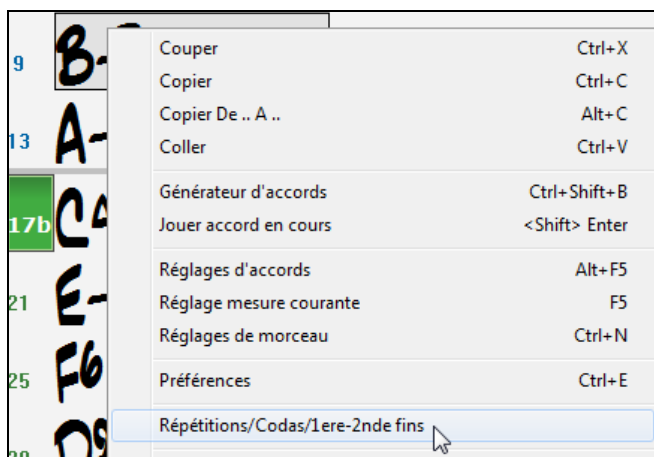 9 B-
Couper Ctrl+X
Copier Ctrl+C
Copier De .. A .. Alt+C
13 A-
Coller Ctrl+V
Générateur d'accords Ctrl+Shift+B
17b C
Jouer accord en cours <Shift> Enter
Réglages d'accords Alt+F5
21 E-
Réglage mesure courante F5
Réglages de morceau Ctrl+N
25 F6
Préférences Ctrl+E
Répétitions/Codas/1ere-2nde fins